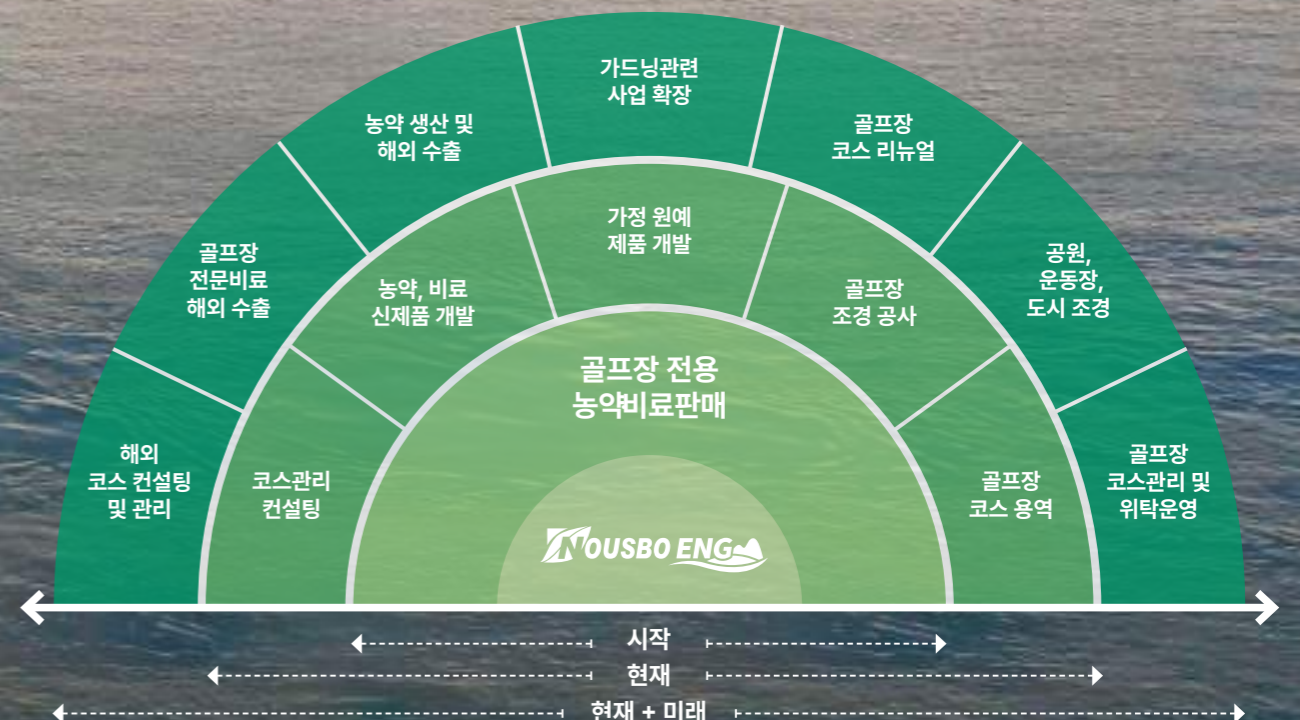 가드닝관련
사업 확장
농약 생산 및
해외 수출
골프장
코스 리뉴얼
골프장
전문비료
해외 수출
공원,
운동장,
도시 조경
해외
코스 컨설팅
및 관리
골프장
코스관리 및
위탁운영
가정 원예
제품 개발
농약, 비료
신제품 개발
골프장
조경 공사
코스관리
컨설팅
골프장
코스 용역
골프장 전용
농약비료판매
NOUSBO ENG
시작
현재
현재 + 미래